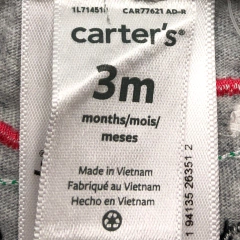 1L714510 CAR77621 AD-R
carter's®
3m
months/mois/
meses
Made in Vietnam
Fabriqué au Vietnam
Hecho en Vietnam
1 94135 26351 2